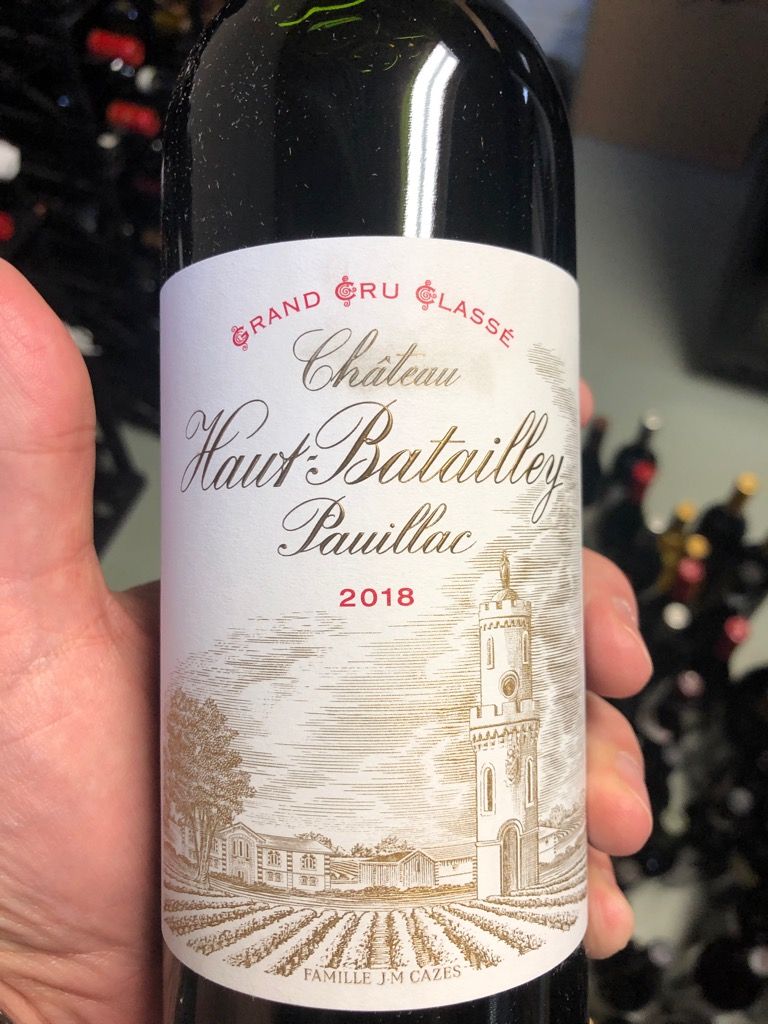 GRAND CRU CLASSÉ
Château
Haut-Batailley
Pauillac
2018
FAMILLE J-M CAZES